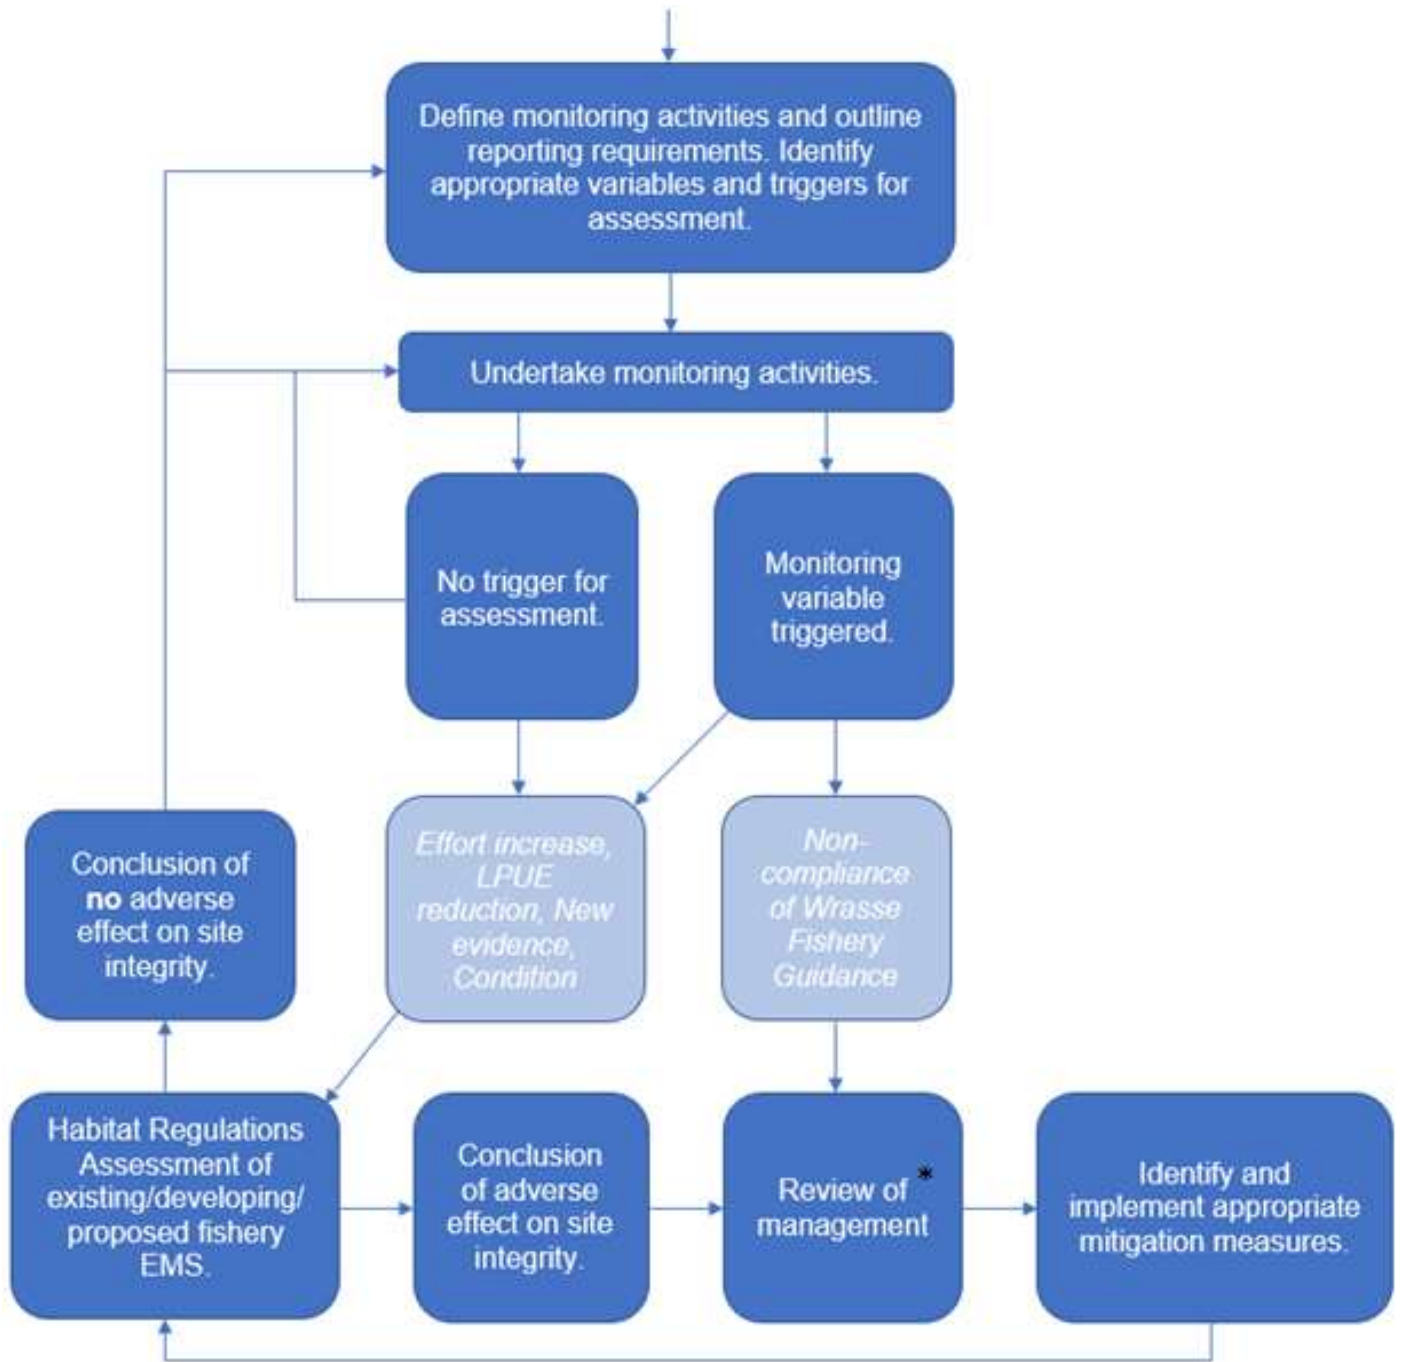 Define monitoring activities and outline
reporting requirements. Identify
appropriate variables and triggers for
assessment.
Undertake monitoring activities.
No trigger for
assessment.
Monitoring
variable
triggered.
Effort increase,
LPUE
reduction, New
evidence,
Condition
Non-
compliance
of Wrasse
Fishery
Guidance
Conclusion of
no adverse
effect on site
integrity.
Habitat Regulations
Assessment of
existing/developing/
proposed fishery
EMS.
Conclusion
of adverse
effect on site
integrity.
Review of *
management
Identify and
implement appropriate
mitigation measures.